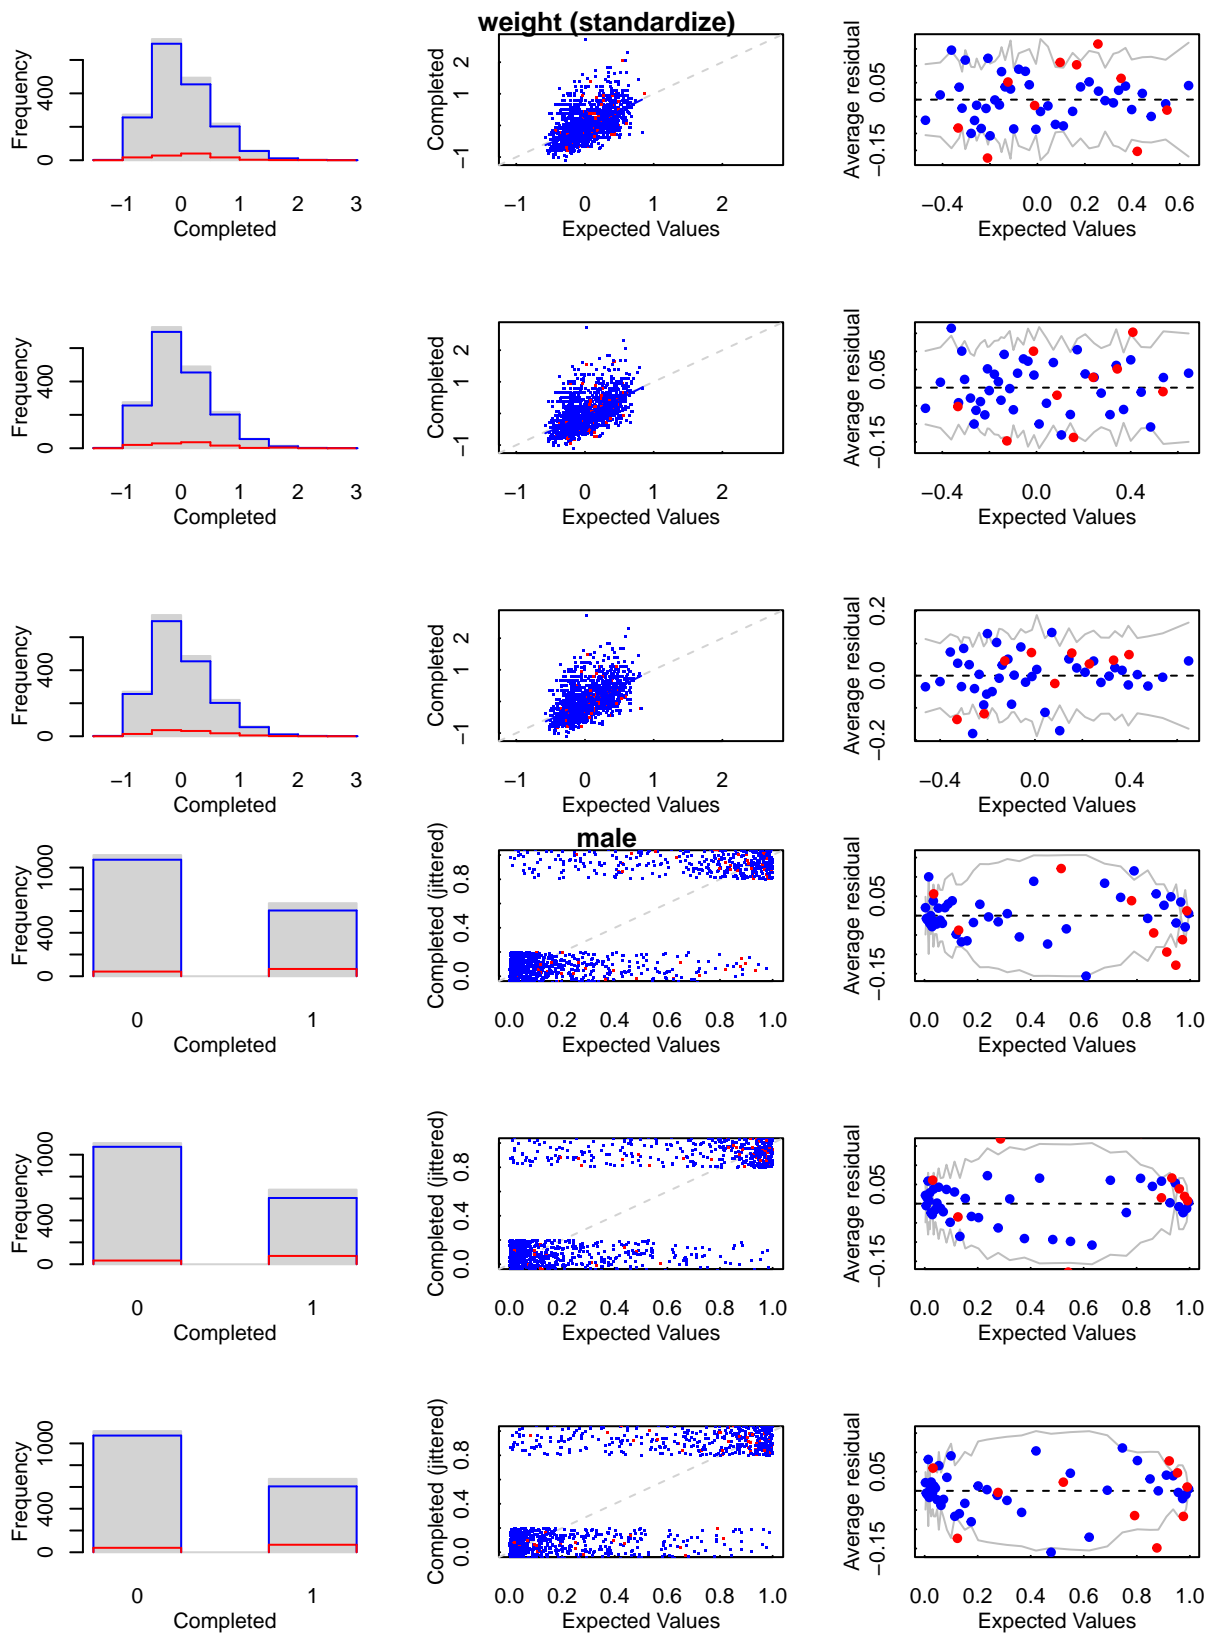 weight (standardize)
Frequency
0 400
−1 0 1 2 3
Completed
Completed
−1 1 2
−1 0 1 2
Expected Values
Average residual
−0.15 0.05
−0.4 0.0 0.2 0.4 0.6
Expected Values
Frequency
0 400
−1 0 1 2 3
Completed
Completed
−1 1 2
−1 0 1 2
Expected Values
Average residual
−0.15 0.05
−0.4 0.0 0.4
Expected Values
Frequency
0 400
−1 0 1 2 3
Completed
Completed
−1 1 2
−1 0 1 2
Expected Values
Average residual
−0.2 0.0 0.2
−0.4 0.0 0.4
Expected Values
male
Frequency
0 400 1000
0 1
Completed
Completed (jittered)
0.0 0.4 0.8
0.0 0.2 0.4 0.6 0.8 1.0
Expected Values
Average residual
−0.15 0.05
0.0 0.2 0.4 0.6 0.8 1.0
Expected Values
Frequency
0 400 1000
0 1
Completed
Completed (jittered)
0.0 0.4 0.8
0.0 0.2 0.4 0.6 0.8 1.0
Expected Values
Average residual
−0.15 0.05
0.0 0.2 0.4 0.6 0.8 1.0
Expected Values
Frequency
0 400 1000
0 1
Completed
Completed (jittered)
0.0 0.4 0.8
0.0 0.2 0.4 0.6 0.8 1.0
Expected Values
Average residual
−0.15 0.05
0.0 0.2 0.4 0.6 0.8 1.0
Expected Values